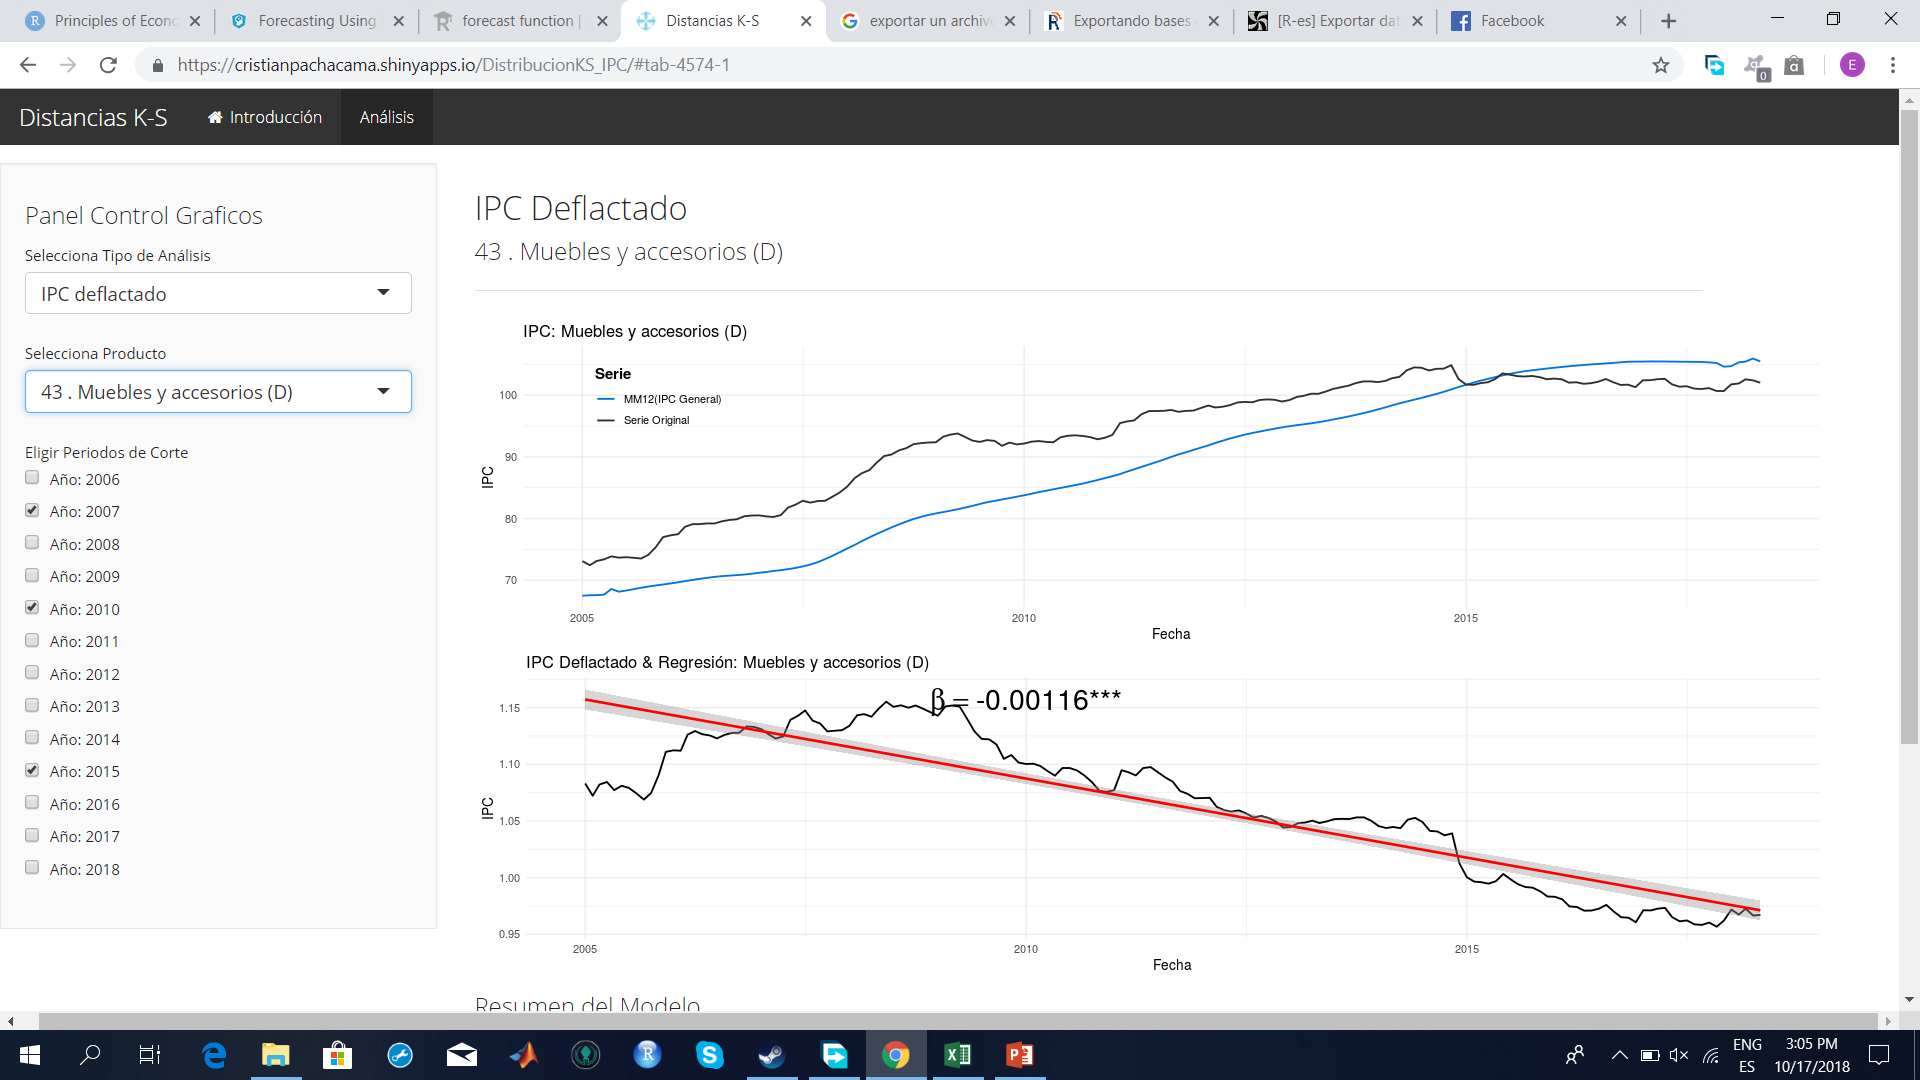 Principles of Econo
Forecasting Using
forecast function |
Distancias K-S
exportar un archivo
Exportando bases
[R-es] Exportar dat
Facebook
https://cristianpachacama.shinyapps.io/DistribucionKS_IPC/#tab-4574-1
0
E
Distancias K-S
Introducción
Análisis
Panel Control Graficos
Selecciona Tipo de Análisis
IPC deflactado
Selecciona Producto
43 . Muebles y accesorios (D)
Eligir Periodos de Corte
Año: 2006
Año: 2007
Año: 2008
Año: 2009
Año: 2010
Año: 2011
Año: 2012
Año: 2013
Año: 2014
Año: 2015
Año: 2016
Año: 2017
Año: 2018
IPC Deflactado
43 . Muebles y accesorios (D)
IPC: Muebles y accesorios (D)
Serie
MM12(IPC General)
Serie Original
IPC
100
90
80
70
2005
2010
2015
Fecha
IPC Deflactado & Regresión: Muebles y accesorios (D)
β = -0.00116***
IPC
1.15
1.10
1.05
1.00
0.95
2005
2010
2015
Fecha
Resumen del Modelo
ENG
ES
3:05 PM
10/17/2018